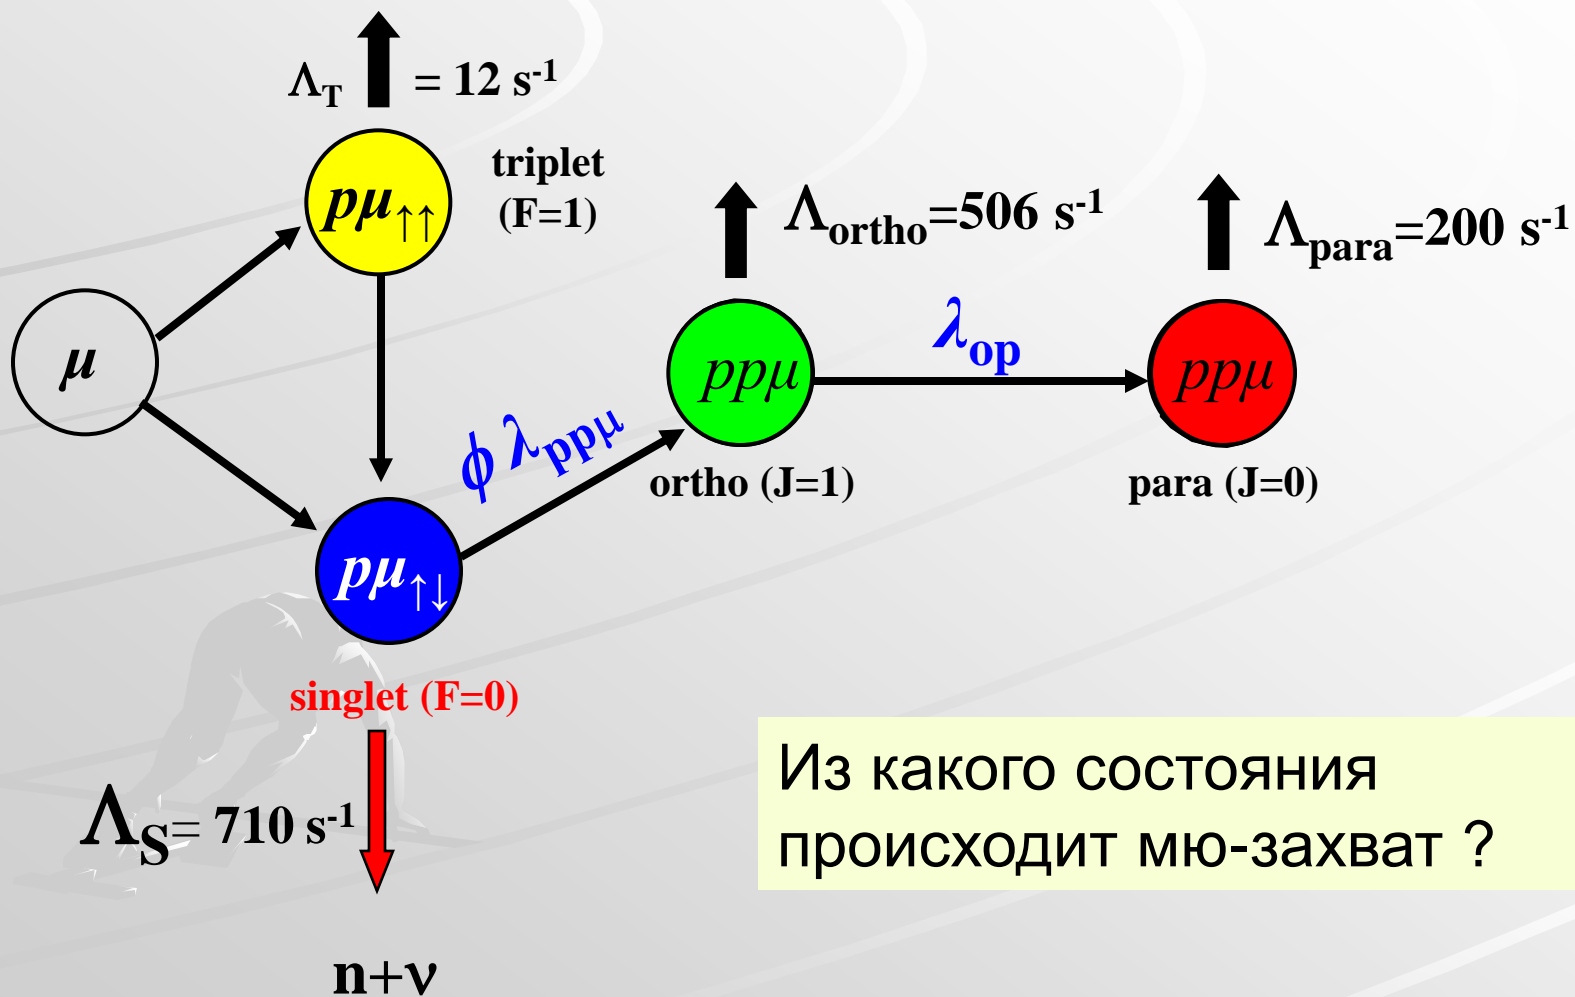 Λ_T = 12 s⁻¹
pμ↑↑
triplet
(F=1)
μ
pμ↑↓
singlet (F=0)
Λ_S= 710 s⁻¹
n+ν
ϕ λ_ppμ
Λ_ortho=506 s⁻¹
ppμ
ortho (J=1)
λ_op
Λ_para=200 s⁻¹
ppμ
para (J=0)
Из какого состояния
происходит мю-захват ?